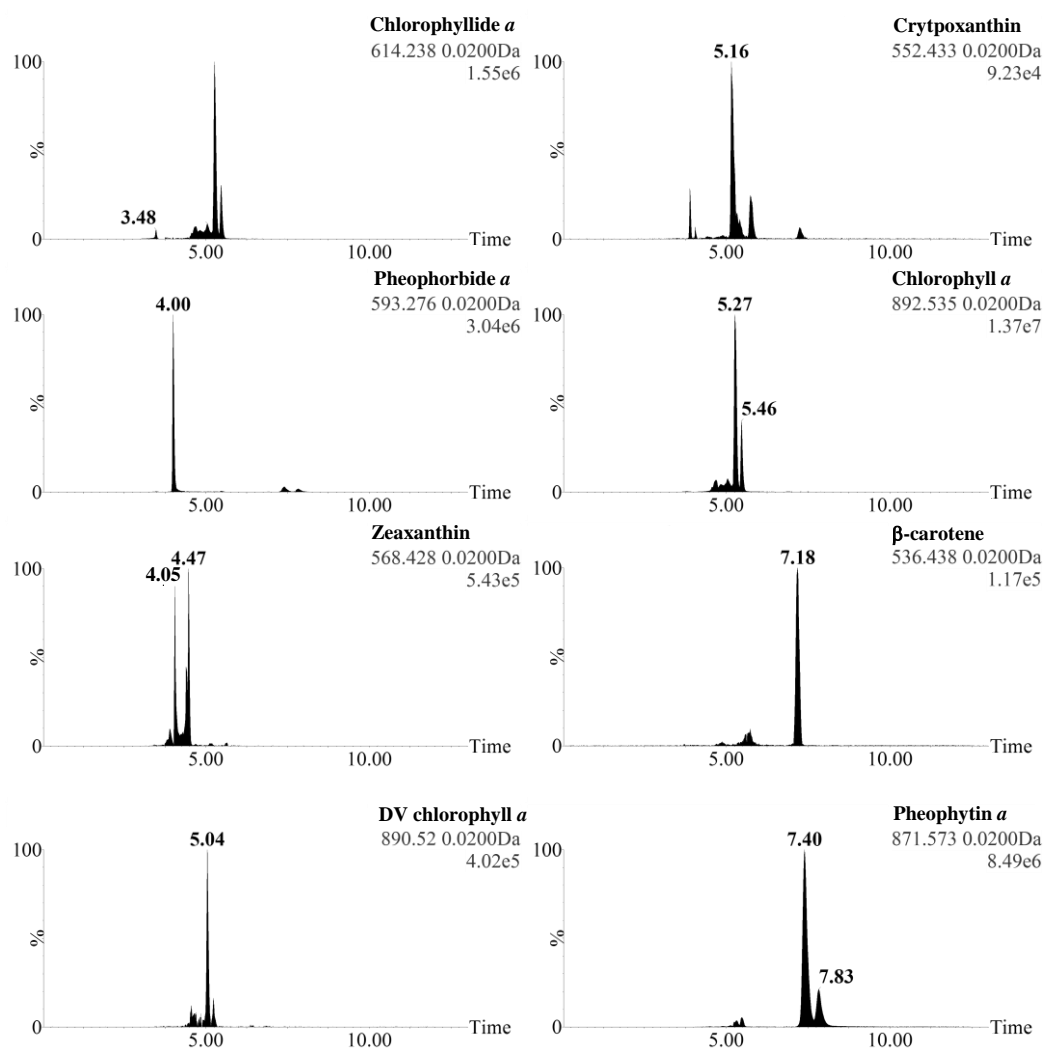 Chlorophyllide a
614.238 0.0200Da
1.55e6
100
%
0
3.48
5.00
10.00
Time
Crytpoxanthin
552.433 0.0200Da
9.23e4
100
%
0
5.16
5.00
10.00
Time
Pheophorbide a
593.276 0.0200Da
3.04e6
100
%
0
4.00
5.00
10.00
Time
Chlorophyll a
892.535 0.0200Da
1.37e7
100
%
0
5.27
5.46
5.00
10.00
Time
Zeaxanthin
568.428 0.0200Da
5.43e5
100
%
0
4.05
4.47
5.00
10.00
Time
β-carotene
536.438 0.0200Da
1.17e5
100
%
0
7.18
5.00
10.00
Time
DV chlorophyll a
890.52 0.0200Da
4.02e5
100
%
0
5.04
5.00
10.00
Time
Pheophytin a
871.573 0.0200Da
8.49e6
100
%
0
7.40
7.83
5.00
10.00
Time